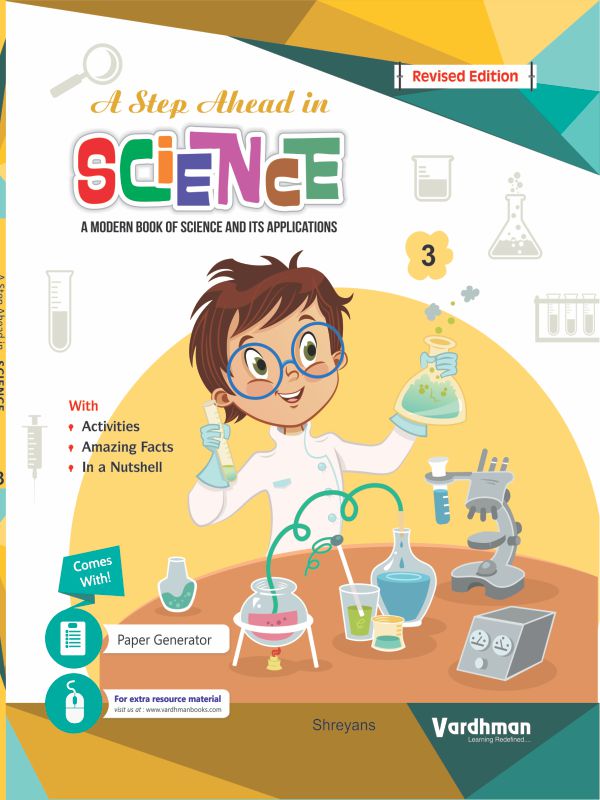 Revised Edition
A Step Ahead in
SCiENCE
A MODERN BOOK OF SCIENCE AND ITS APPLICATIONS
3
With
Activities
Amazing Facts
In a Nutshell
A Step Ahead in SCIENCE
3
Comes
With!
Paper Generator
For extra resource material
visit us at : www.vardhmanbooks.com
Shreyans
Vardhman
Learning Redefined....